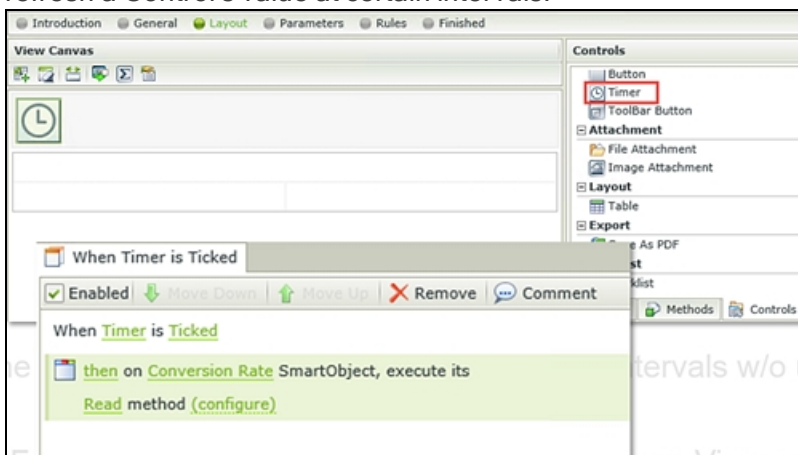 Introduction General Layout Parameters Rules Finished
View Canvas
Controls
Button
Timer
ToolBar Button
Attachment
File Attachment
Image Attachment
Layout
Table
Export
As PDF
Methods Controls
When Timer is Ticked
Enabled Move Down Move Up Remove Comment
When Timer is Ticked
then on Conversion Rate SmartObject, execute its
Read method (configure)
tervals w/o